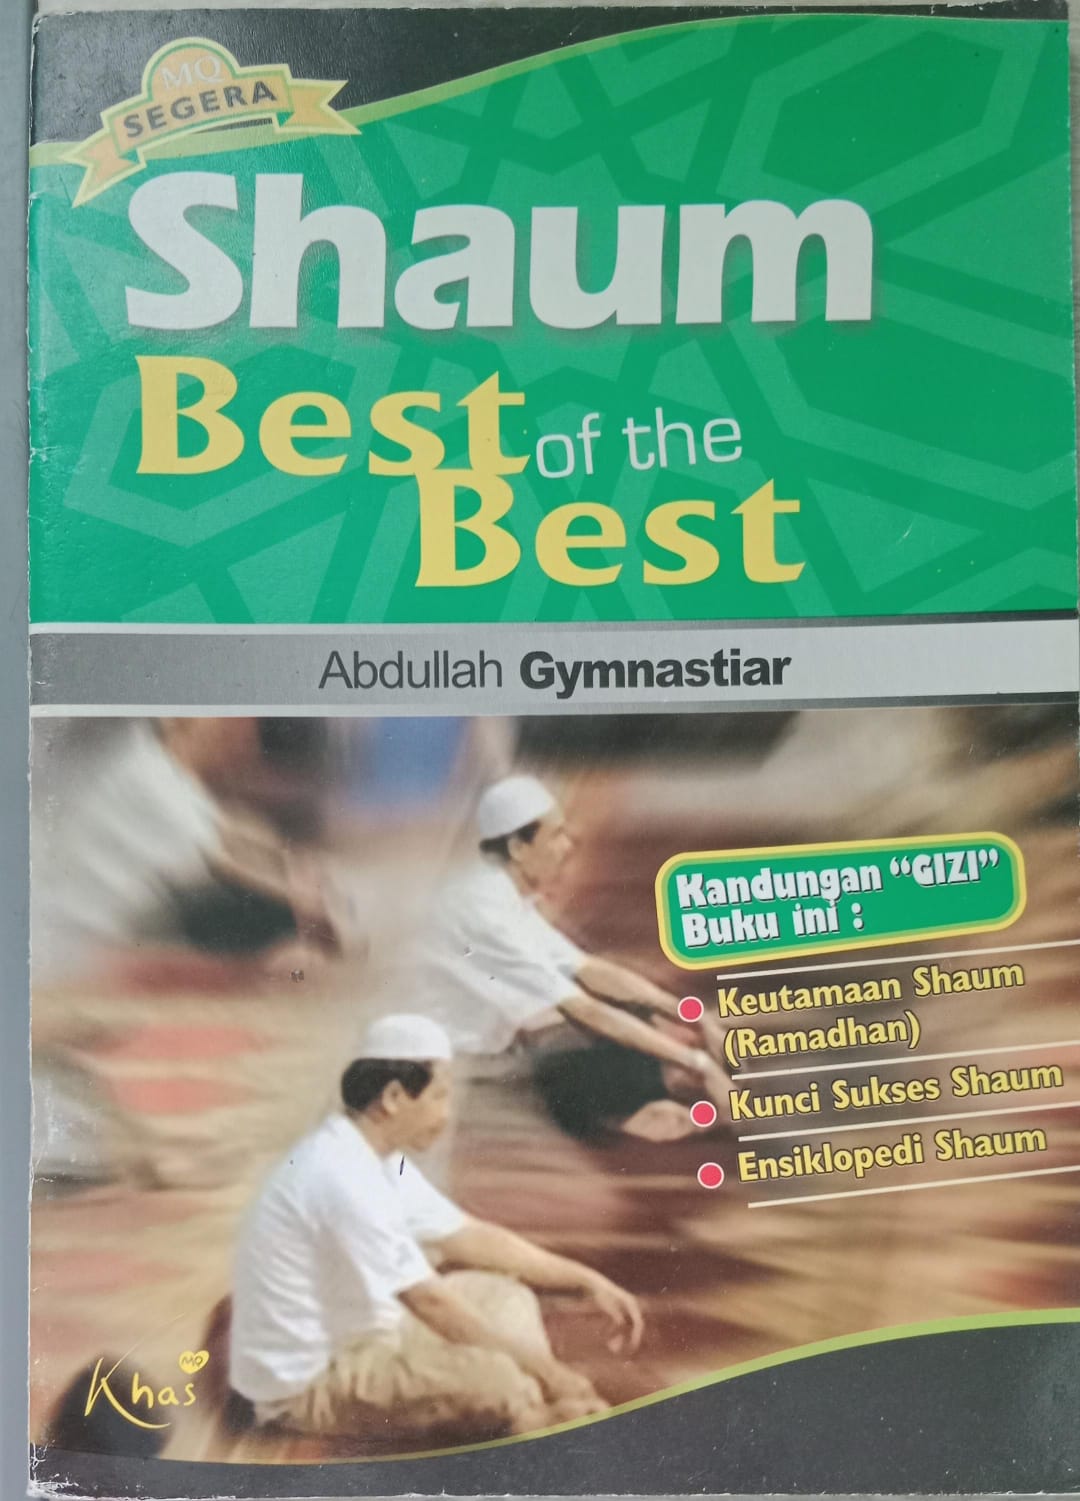 MQ
SEGERA
Shaum
Best of the
Best
Abdullah Gymnastiar
Kandungan “GIZI”
Buku ini :
Keutamaan Shaum
(Ramadhan)
Kunci Sukses Shaum
Ensiklopedi Shaum
MQ
Khas